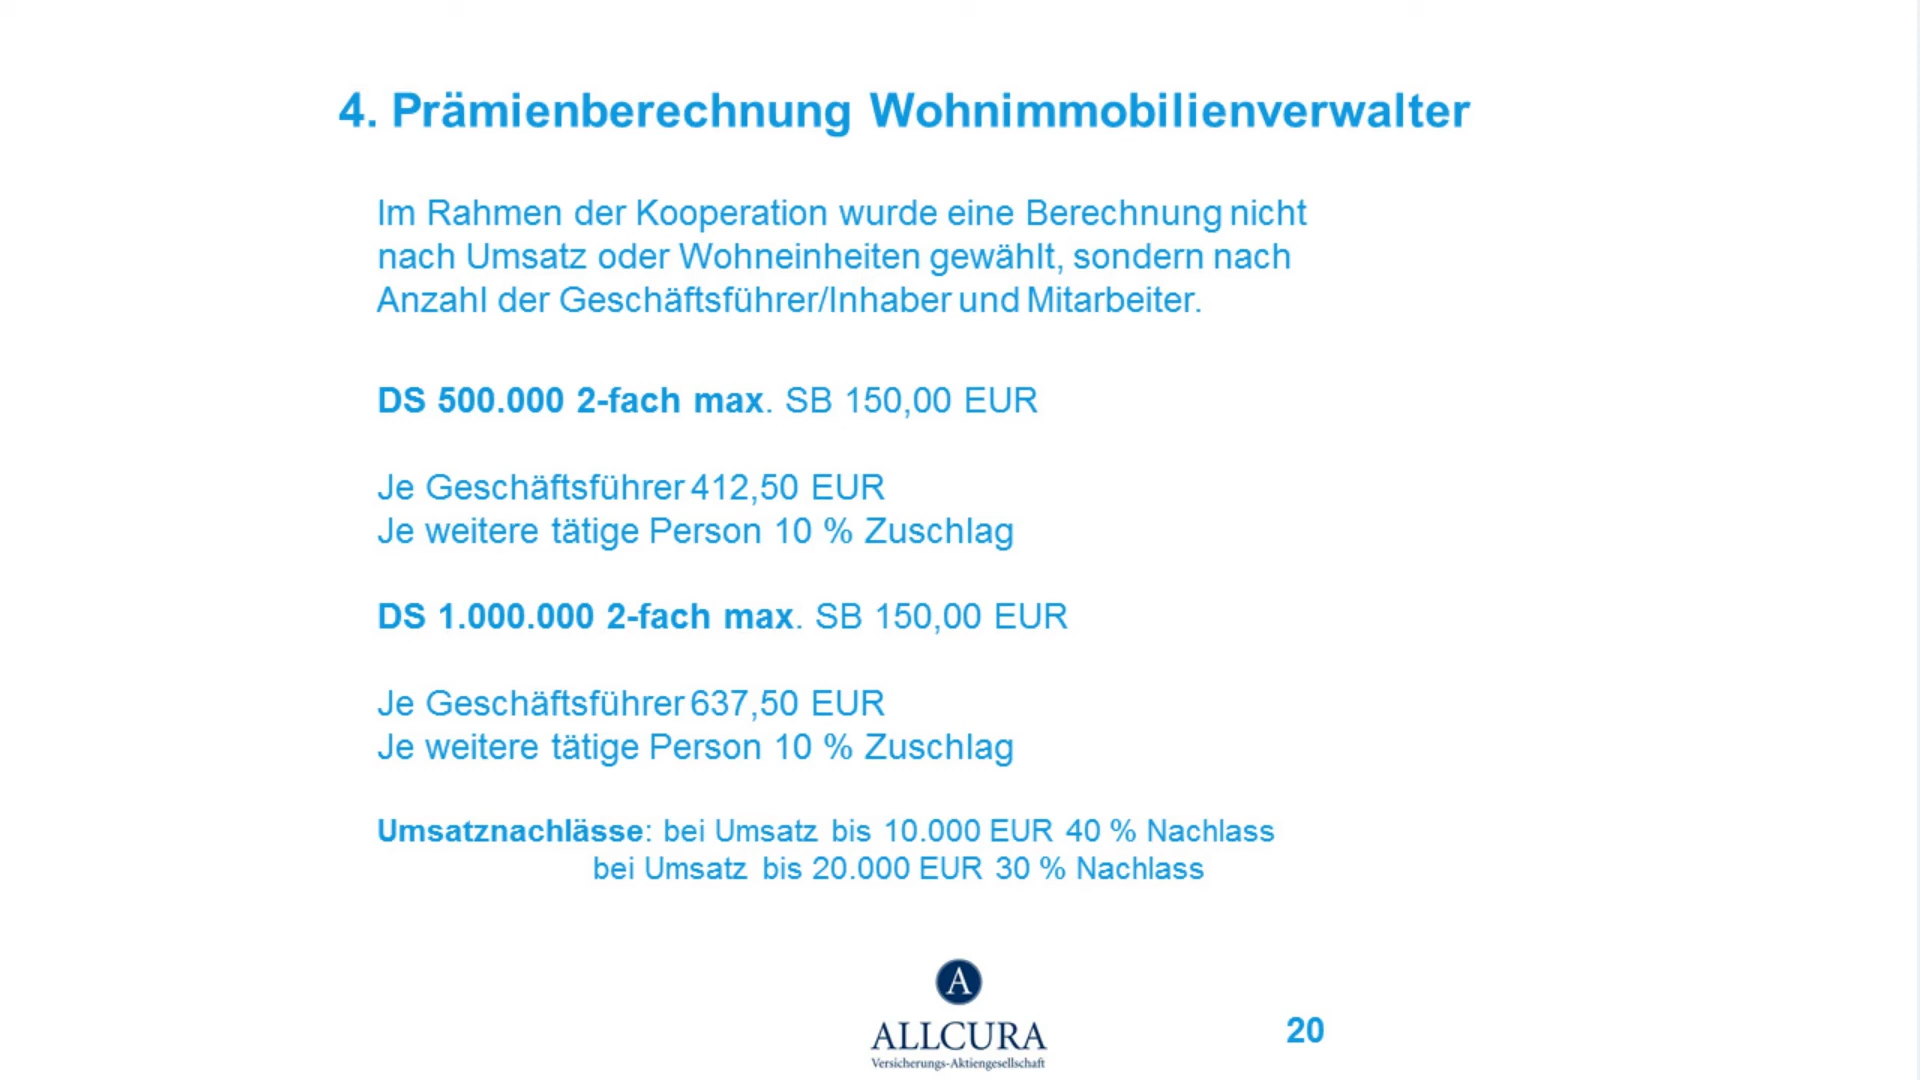 4. Prämienberechnung Wohnimmobilienverwalter
Im Rahmen der Kooperation wurde eine Berechnung nicht
nach Umsatz oder Wohneinheiten gewählt, sondern nach
Anzahl der Geschäftsführer/Inhaber und Mitarbeiter.
DS 500.000 2-fach max. SB 150,00 EUR
Je Geschäftsführer 412,50 EUR
Je weitere tätige Person 10 % Zuschlag
DS 1.000.000 2-fach max. SB 150,00 EUR
Je Geschäftsführer 637,50 EUR
Je weitere tätige Person 10 % Zuschlag
Umsatznachlässe: bei Umsatz bis 10.000 EUR 40 % Nachlass
bei Umsatz bis 20.000 EUR 30 % Nachlass
A
ALLCURA
Versicherungs-Aktiengesellschaft
20